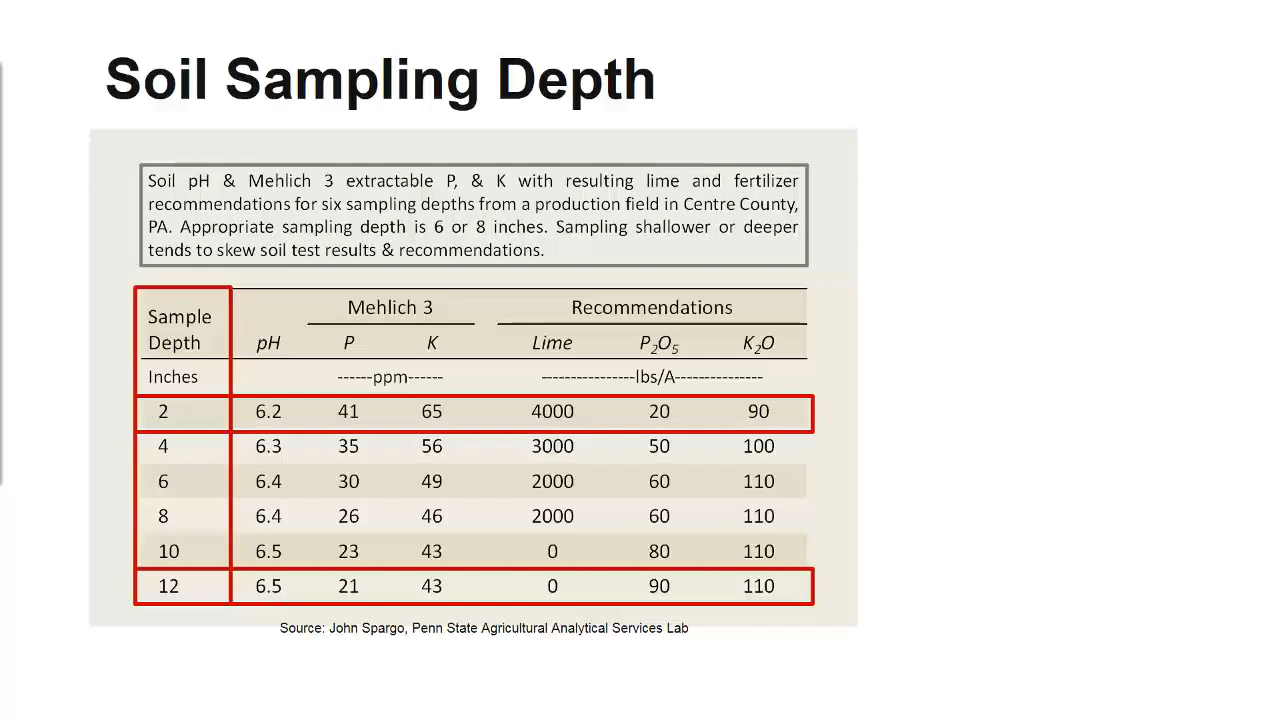 Soil Sampling Depth
Soil pH & Mehlich 3 extractable P, & K with resulting lime and fertilizer
recommendations for six sampling depths from a production field in Centre County,
PA. Appropriate sampling depth is 6 or 8 inches. Sampling shallower or deeper
tends to skew soil test results & recommendations.
Mehlich 3 Recommendations
Sample
Depth pH P K Lime P₂O₅ K₂O
Inches ------ppm------ ----------------lbs/A---------------
2 6.2 41 65 4000 20 90
4 6.3 35 56 3000 50 100
6 6.4 30 49 2000 60 110
8 6.4 26 46 2000 60 110
10 6.5 23 43 0 80 110
12 6.5 21 43 0 90 110
Source: John Spargo, Penn State Agricultural Analytical Services Lab